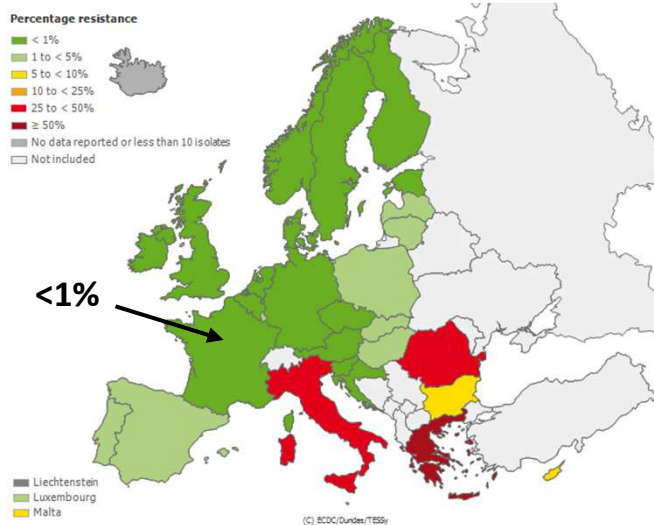 Percentage resistance
< 1%
1 to < 5%
5 to < 10%
10 to < 25%
25 to < 50%
≥ 50%
No data reported or less than 10 isolates
Not included
<1%
Liechtenstein
Luxembourg
Malta
(C) ECDC/Dundas/TESSy